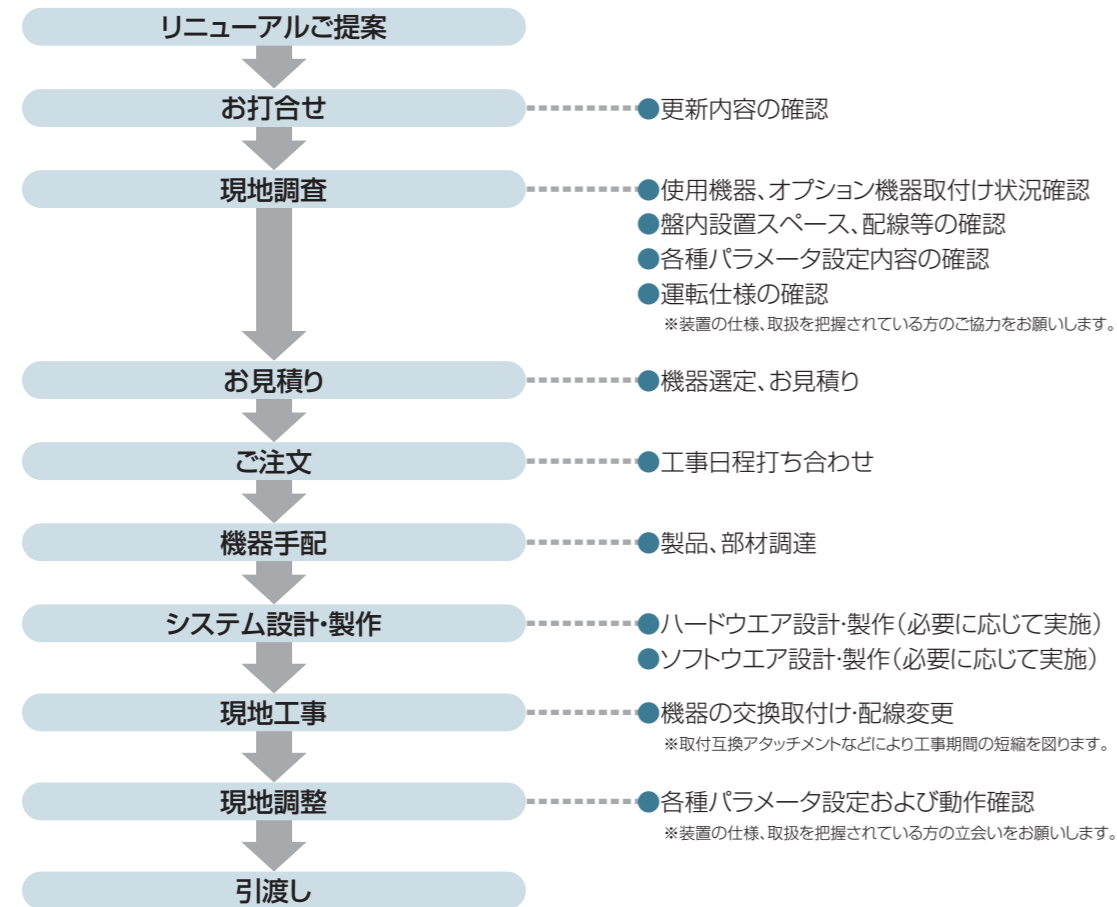 リニューアルご提案
お打合せ
●更新内容の確認
現地調査
●使用機器、オプション機器取付け状況確認
●盤内設置スペース、配線等の確認
●各種パラメータ設定内容の確認
●運転仕様の確認
※装置の仕様、取扱を把握されている方のご協力をお願いします。
お見積り
●機器選定、お見積り
ご注文
●工事日程打ち合わせ
機器手配
●製品、部材調達
システム設計・製作
●ハードウエア設計・製作（必要に応じて実施）
●ソフトウエア設計・製作（必要に応じて実施）
現地工事
●機器の交換取付け・配線変更
※取付互換アタッチメントなどにより工事期間の短縮を図ります。
現地調整
●各種パラメータ設定および動作確認
※装置の仕様、取扱を把握されている方の立会いをお願いします。
引渡し